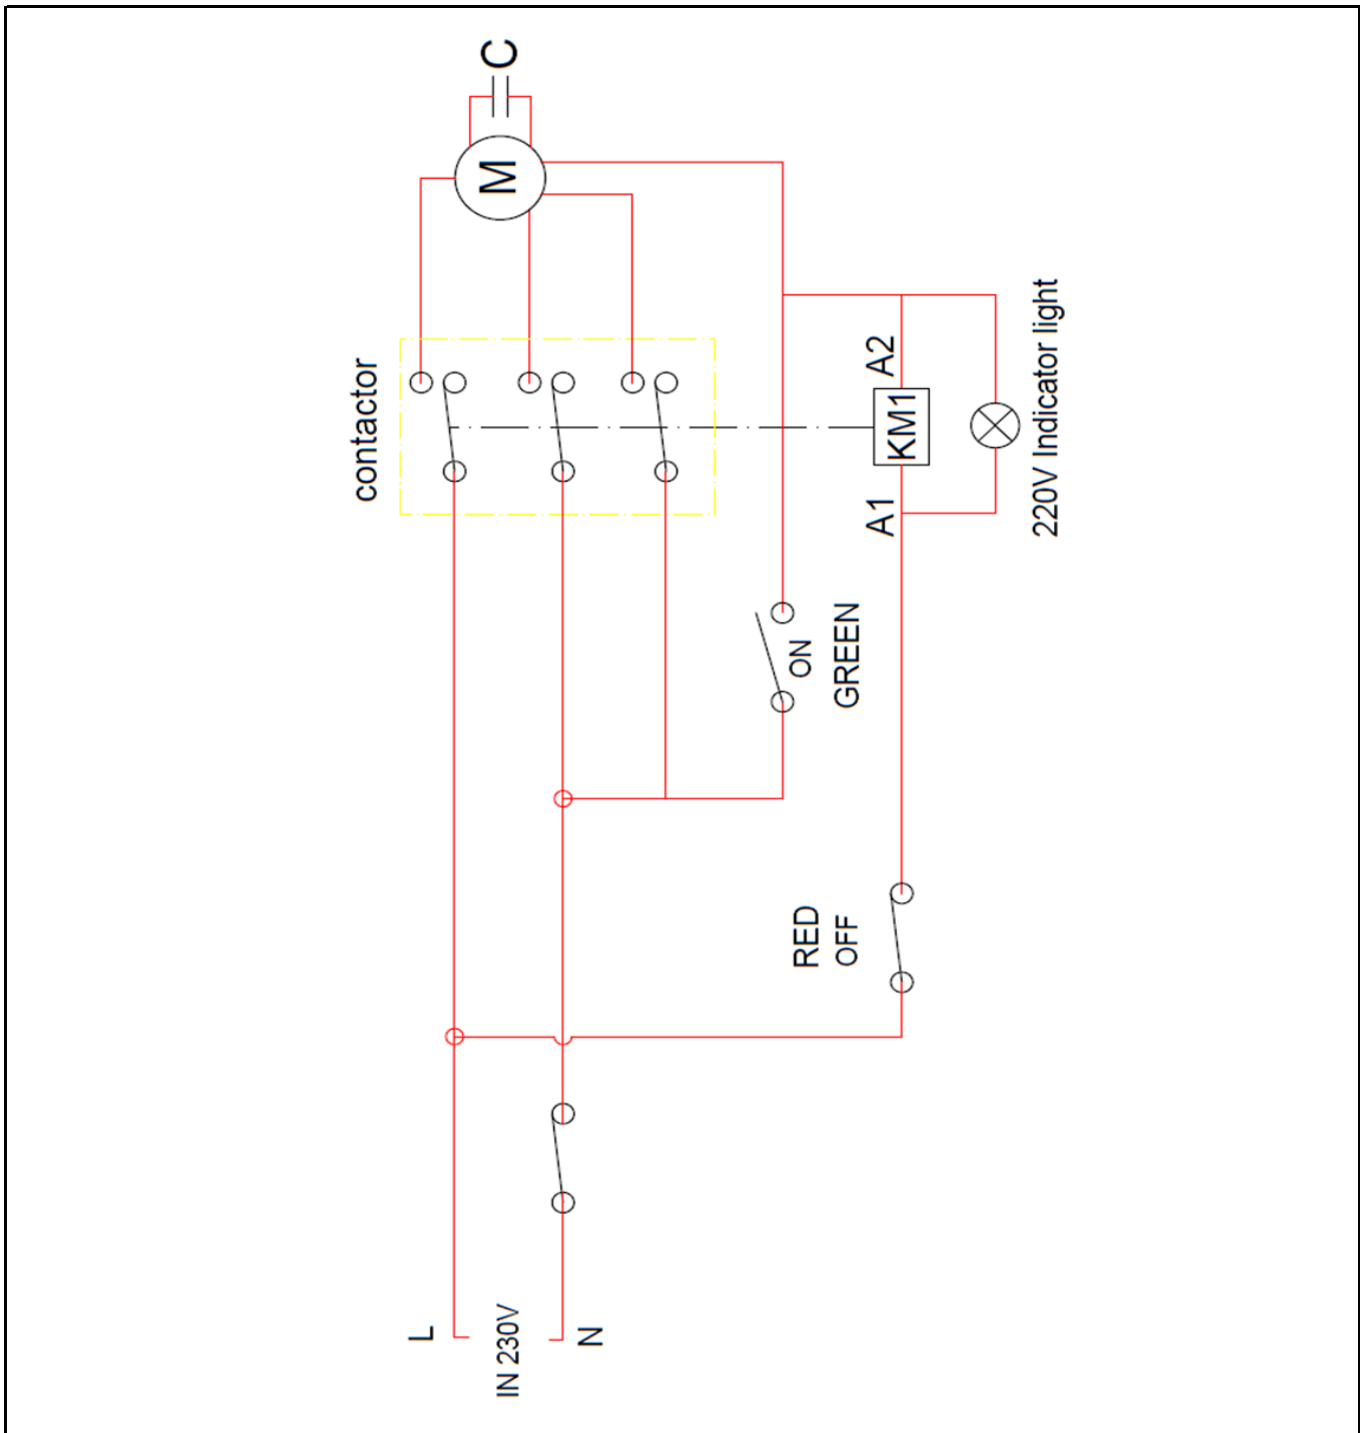 C
M
contactor
A2
KM1
A1
220V Indicator light
ON
GREEN
RED
OFF
L
IN 230V
N